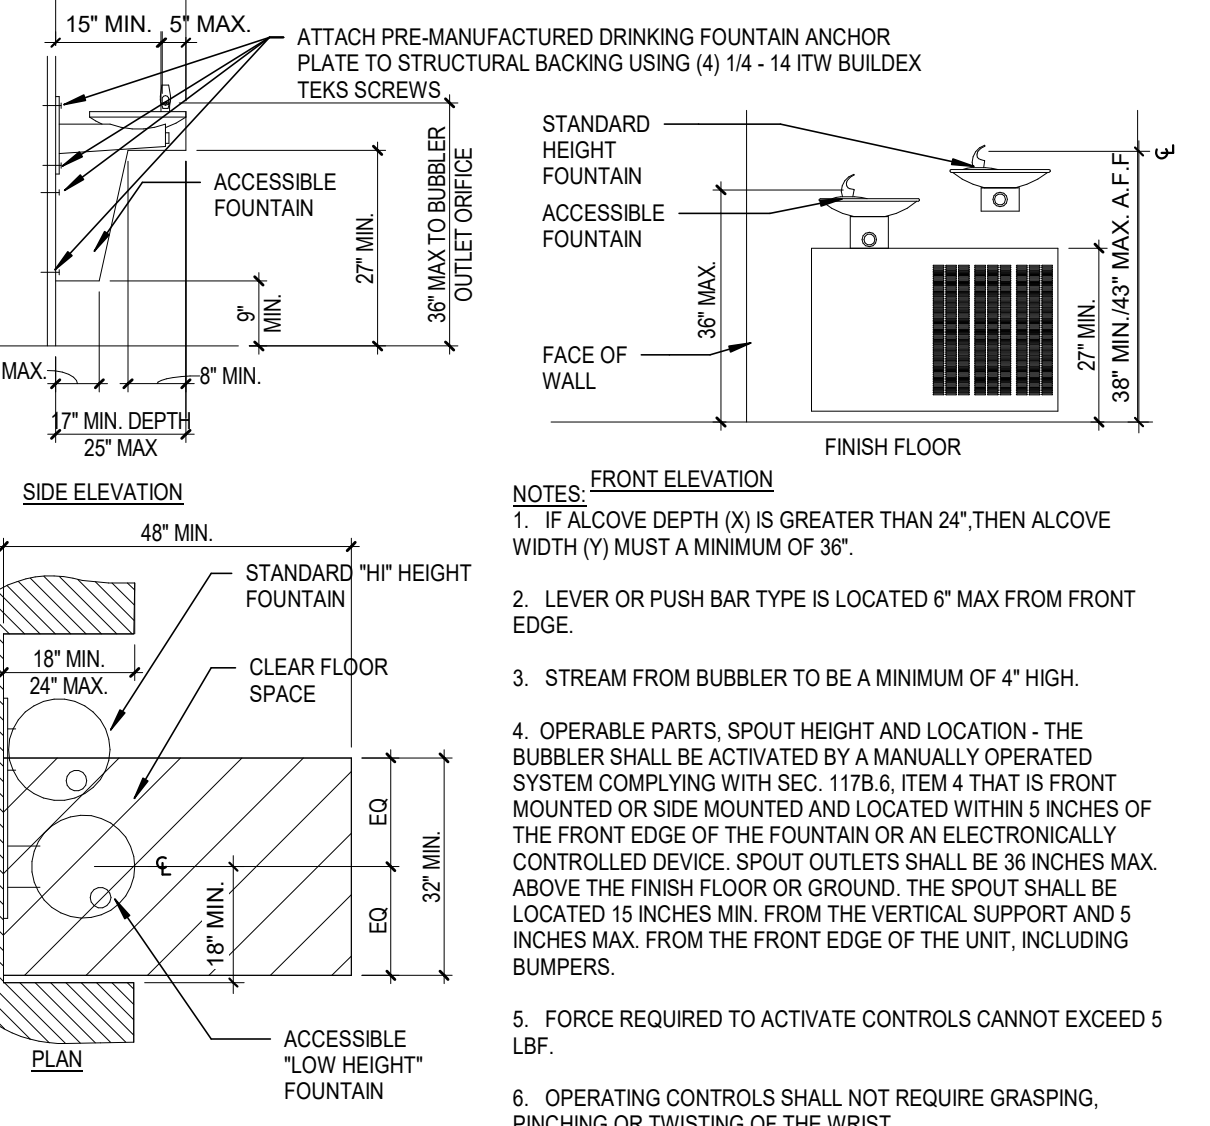 15" MIN.
5" MAX.
ATTACH PRE-MANUFACTURED DRINKING FOUNTAIN ANCHOR
PLATE TO STRUCTURAL BACKING USING (4) 1/4 - 14 ITW BUILDEX
TEKS SCREWS
ACCESSIBLE
FOUNTAIN
27" MIN.
36" MAX TO BUBBLER
OUTLET ORIFICE
9"
MIN.
MAX.
8" MIN.
17" MIN. DEPTH
25" MAX
SIDE ELEVATION
STANDARD
HEIGHT
FOUNTAIN
ACCESSIBLE
FOUNTAIN
36" MAX.
FACE OF
WALL
27" MIN.
38" MIN./43" MAX. A.F.F
CL
FINISH FLOOR
FRONT ELEVATION
48" MIN.
STANDARD "HI" HEIGHT
FOUNTAIN
18" MIN.
24" MAX.
CLEAR FLOOR
SPACE
EQ
EQ
32" MIN.
CL
18" MIN.
ACCESSIBLE
"LOW HEIGHT"
FOUNTAIN
PLAN
NOTES:
1. IF ALCOVE DEPTH (X) IS GREATER THAN 24",THEN ALCOVE
WIDTH (Y) MUST A MINIMUM OF 36".
2. LEVER OR PUSH BAR TYPE IS LOCATED 6" MAX FROM FRONT
EDGE.
3. STREAM FROM BUBBLER TO BE A MINIMUM OF 4" HIGH.
4. OPERABLE PARTS, SPOUT HEIGHT AND LOCATION - THE
BUBBLER SHALL BE ACTIVATED BY A MANUALLY OPERATED
SYSTEM COMPLYING WITH SEC. 117B.6, ITEM 4 THAT IS FRONT
MOUNTED OR SIDE MOUNTED AND LOCATED WITHIN 5 INCHES OF
THE FRONT EDGE OF THE FOUNTAIN OR AN ELECTRONICALLY
CONTROLLED DEVICE. SPOUT OUTLETS SHALL BE 36 INCHES MAX.
ABOVE THE FINISH FLOOR OR GROUND. THE SPOUT SHALL BE
LOCATED 15 INCHES MIN. FROM THE VERTICAL SUPPORT AND 5
INCHES MAX. FROM THE FRONT EDGE OF THE UNIT, INCLUDING
BUMPERS.
5. FORCE REQUIRED TO ACTIVATE CONTROLS CANNOT EXCEED 5
LBF.
6. OPERATING CONTROLS SHALL NOT REQUIRE GRASPING,
PINCHING OR TWISTING OF THE WRIST